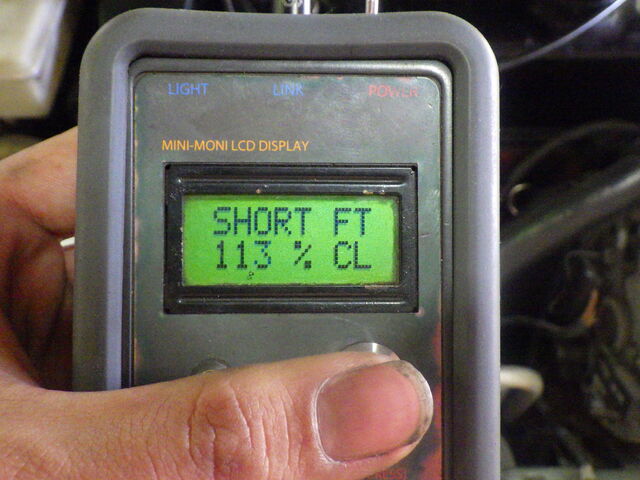 LIGHT LINK POWER
MINI-MONI LCD DISPLAY
SHORT FT
113 % CL